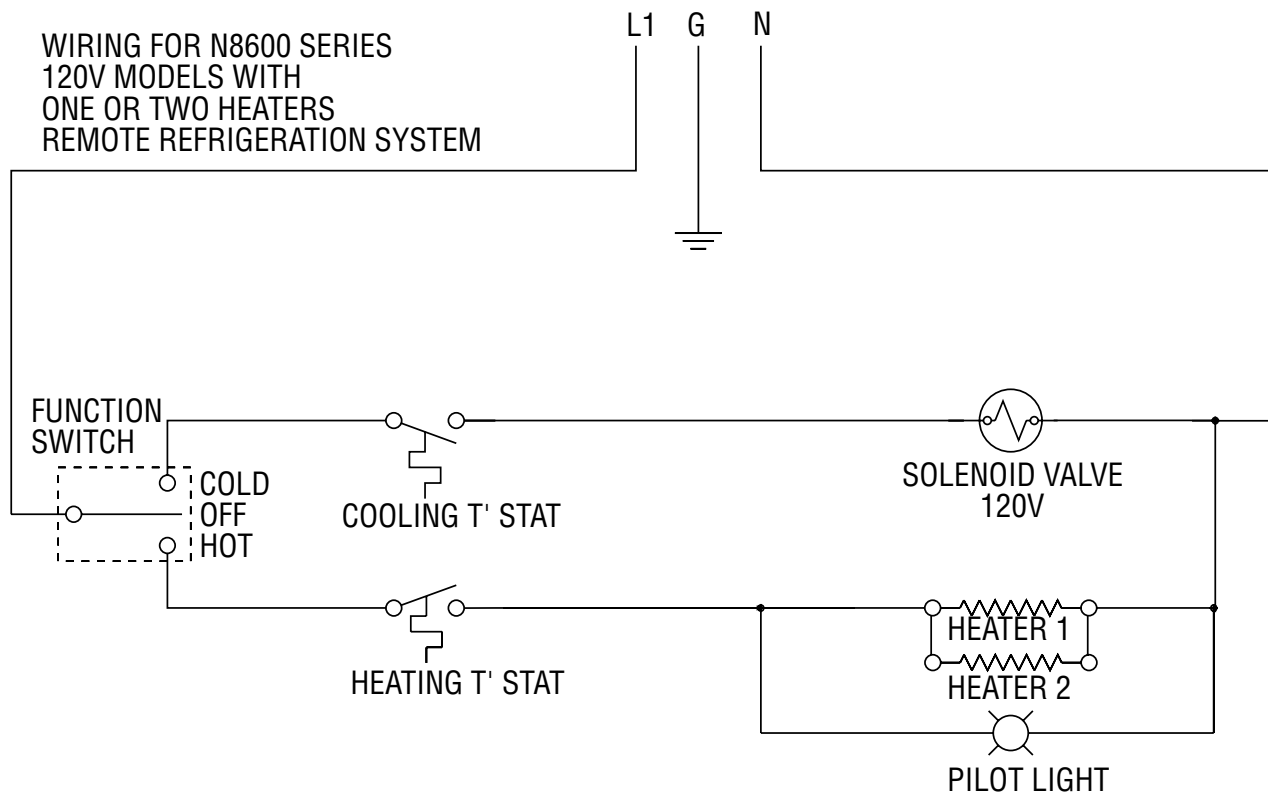 L1 G N
WIRING FOR N8600 SERIES
120V MODELS WITH
ONE OR TWO HEATERS
REMOTE REFRIGERATION SYSTEM
FUNCTION
SWITCH
COLD
OFF
HOT
COOLING T' STAT
SOLENOID VALVE
120V
HEATING T' STAT
HEATER 1
HEATER 2
PILOT LIGHT